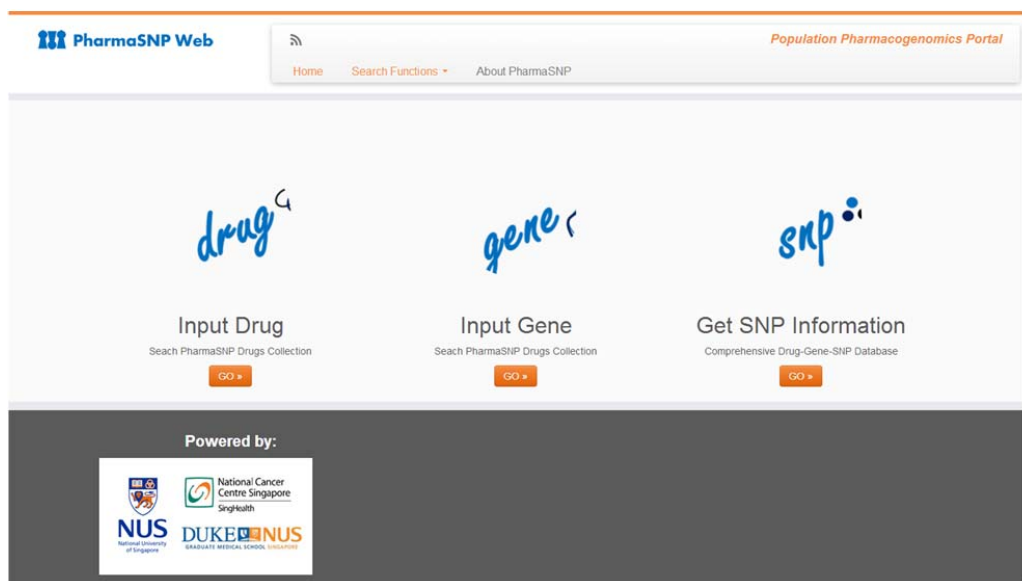 PharmaSNP Web
Population Pharmacogenomics Portal
Home Search Functions About PharmaSNP
drug gene snp
Input Drug Input Gene Get SNP Information
Seach PharmaSNP Drugs Collection Seach PharmaSNP Drugs Collection Comprehensive Drug-Gene-SNP Database
GO » GO » GO »
Powered by:
National Cancer
Centre Singapore
SingHealth
NUS
National University
of Singapore
DUKE NUS
GRADUATE MEDICAL SCHOOL SINGAPORE